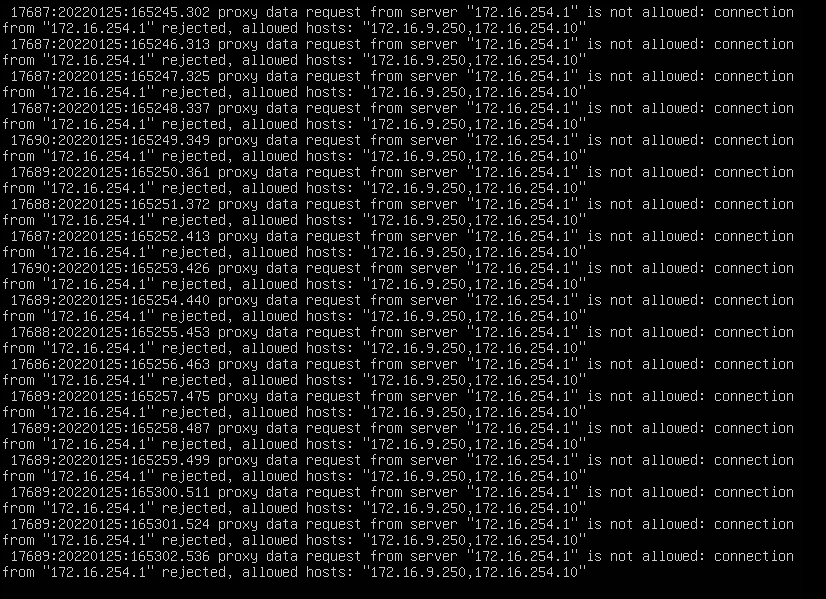 17687:20220125:165245.302 proxy data request from server "172.16.254.1" is not allowed: connection
from "172.16.254.1" rejected, allowed hosts: "172.16.9.250,172.16.254.10"
17687:20220125:165246.313 proxy data request from server "172.16.254.1" is not allowed: connection
from "172.16.254.1" rejected, allowed hosts: "172.16.9.250,172.16.254.10"
17687:20220125:165247.325 proxy data request from server "172.16.254.1" is not allowed: connection
from "172.16.254.1" rejected, allowed hosts: "172.16.9.250,172.16.254.10"
17687:20220125:165248.337 proxy data request from server "172.16.254.1" is not allowed: connection
from "172.16.254.1" rejected, allowed hosts: "172.16.9.250,172.16.254.10"
17690:20220125:165249.349 proxy data request from server "172.16.254.1" is not allowed: connection
from "172.16.254.1" rejected, allowed hosts: "172.16.9.250,172.16.254.10"
17689:20220125:165250.361 proxy data request from server "172.16.254.1" is not allowed: connection
from "172.16.254.1" rejected, allowed hosts: "172.16.9.250,172.16.254.10"
17688:20220125:165251.372 proxy data request from server "172.16.254.1" is not allowed: connection
from "172.16.254.1" rejected, allowed hosts: "172.16.9.250,172.16.254.10"
17687:20220125:165252.413 proxy data request from server "172.16.254.1" is not allowed: connection
from "172.16.254.1" rejected, allowed hosts: "172.16.9.250,172.16.254.10"
17690:20220125:165253.426 proxy data request from server "172.16.254.1" is not allowed: connection
from "172.16.254.1" rejected, allowed hosts: "172.16.9.250,172.16.254.10"
17689:20220125:165254.440 proxy data request from server "172.16.254.1" is not allowed: connection
from "172.16.254.1" rejected, allowed hosts: "172.16.9.250,172.16.254.10"
17688:20220125:165255.453 proxy data request from server "172.16.254.1" is not allowed: connection
from "172.16.254.1" rejected, allowed hosts: "172.16.9.250,172.16.254.10"
17686:20220125:165256.463 proxy data request from server "172.16.254.1" is not allowed: connection
from "172.16.254.1" rejected, allowed hosts: "172.16.9.250,172.16.254.10"
17689:20220125:165257.475 proxy data request from server "172.16.254.1" is not allowed: connection
from "172.16.254.1" rejected, allowed hosts: "172.16.9.250,172.16.254.10"
17689:20220125:165258.487 proxy data request from server "172.16.254.1" is not allowed: connection
from "172.16.254.1" rejected, allowed hosts: "172.16.9.250,172.16.254.10"
17689:20220125:165259.499 proxy data request from server "172.16.254.1" is not allowed: connection
from "172.16.254.1" rejected, allowed hosts: "172.16.9.250,172.16.254.10"
17689:20220125:165300.511 proxy data request from server "172.16.254.1" is not allowed: connection
from "172.16.254.1" rejected, allowed hosts: "172.16.9.250,172.16.254.10"
17689:20220125:165301.524 proxy data request from server "172.16.254.1" is not allowed: connection
from "172.16.254.1" rejected, allowed hosts: "172.16.9.250,172.16.254.10"
17689:20220125:165302.536 proxy data request from server "172.16.254.1" is not allowed: connection
from "172.16.254.1" rejected, allowed hosts: "172.16.9.250,172.16.254.10"